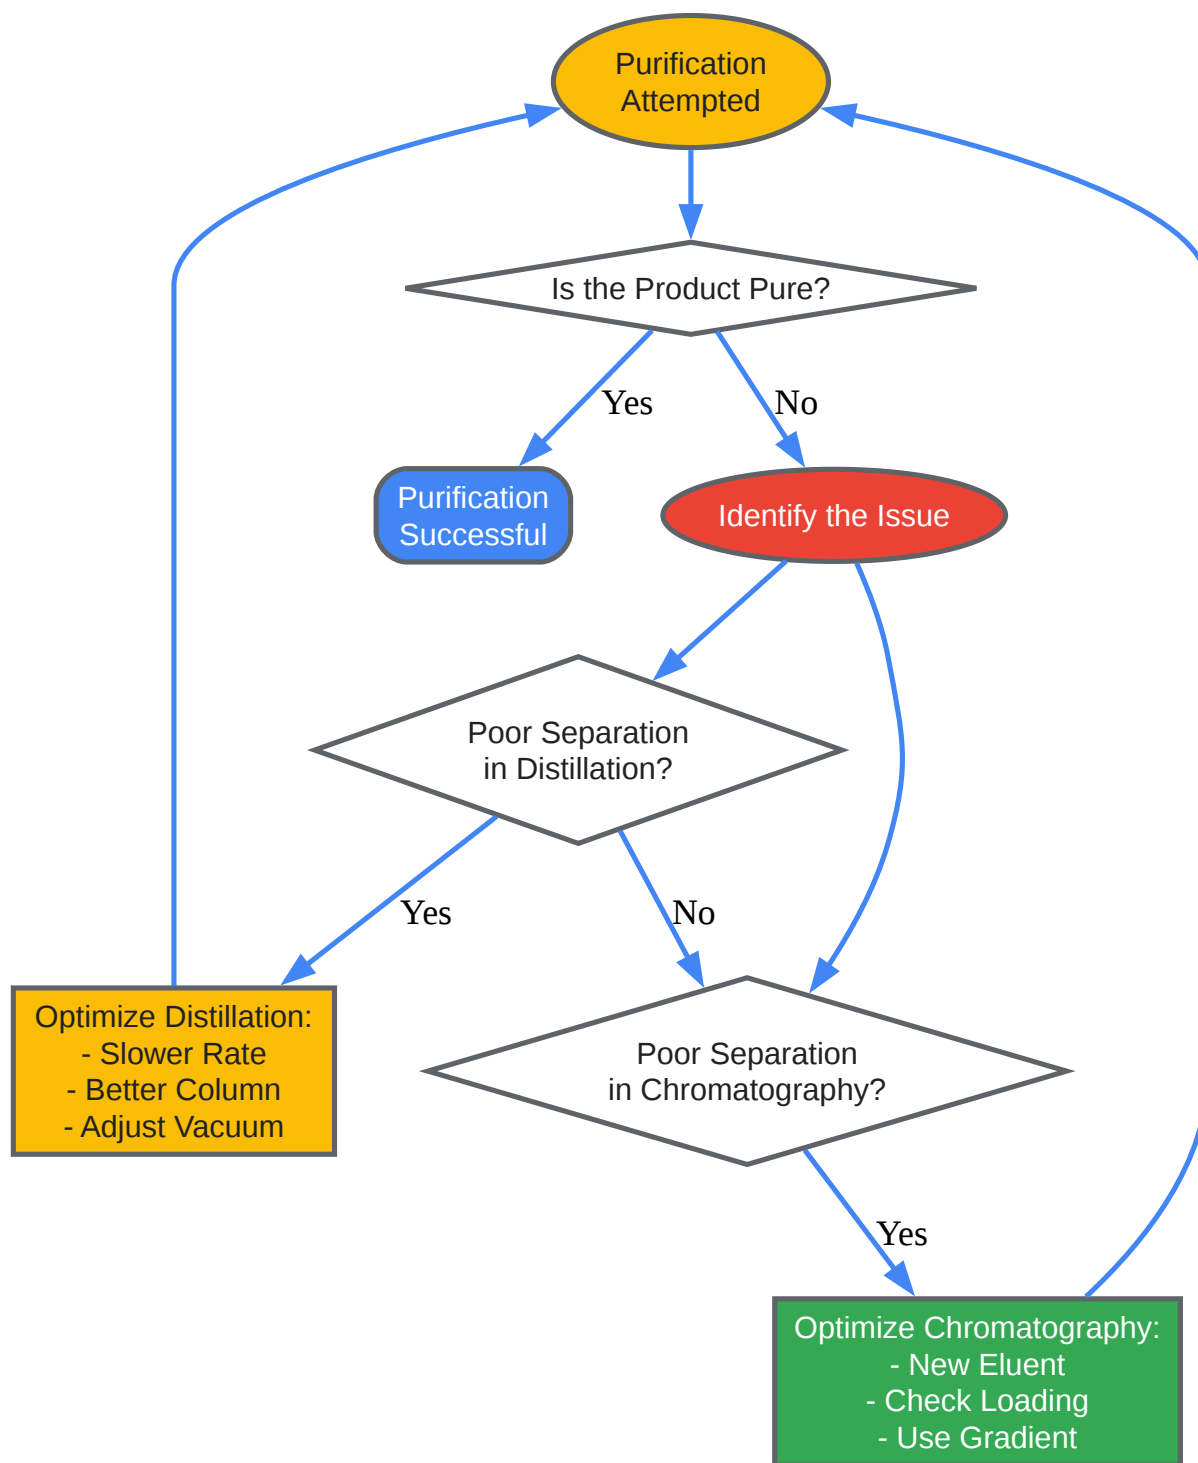 Purification
Attempted
Is the Product Pure?
Yes
No
Purification
Successful
Identify the Issue
Poor Separation
in Distillation?
Yes
No
Optimize Distillation:
- Slower Rate
- Better Column
- Adjust Vacuum
Poor Separation
in Chromatography?
Yes
Optimize Chromatography:
- New Eluent
- Check Loading
- Use Gradient